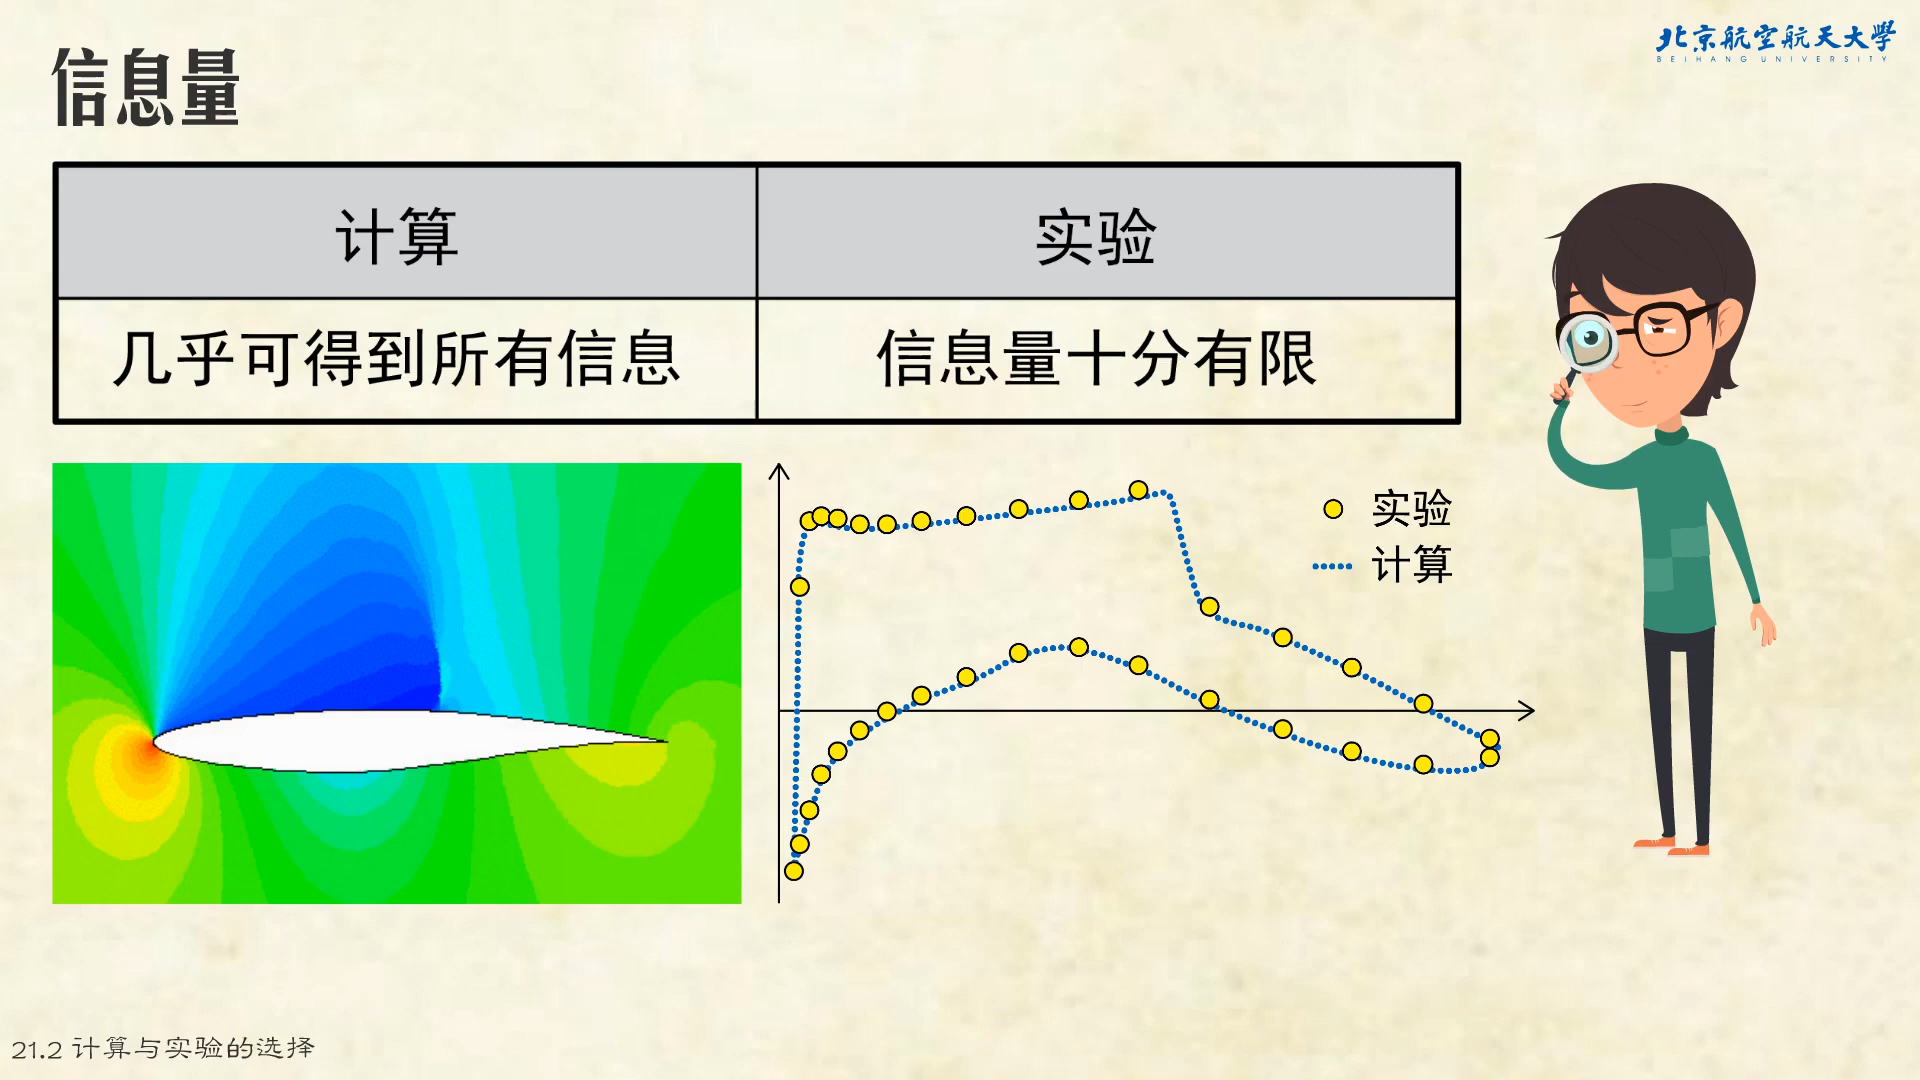 信息量
北京航空航天大學
BEIHANG UNIVERSITY
计算
实验
几乎可得到所有信息
信息量十分有限
实验
计算
21.2 计算与实验的选择